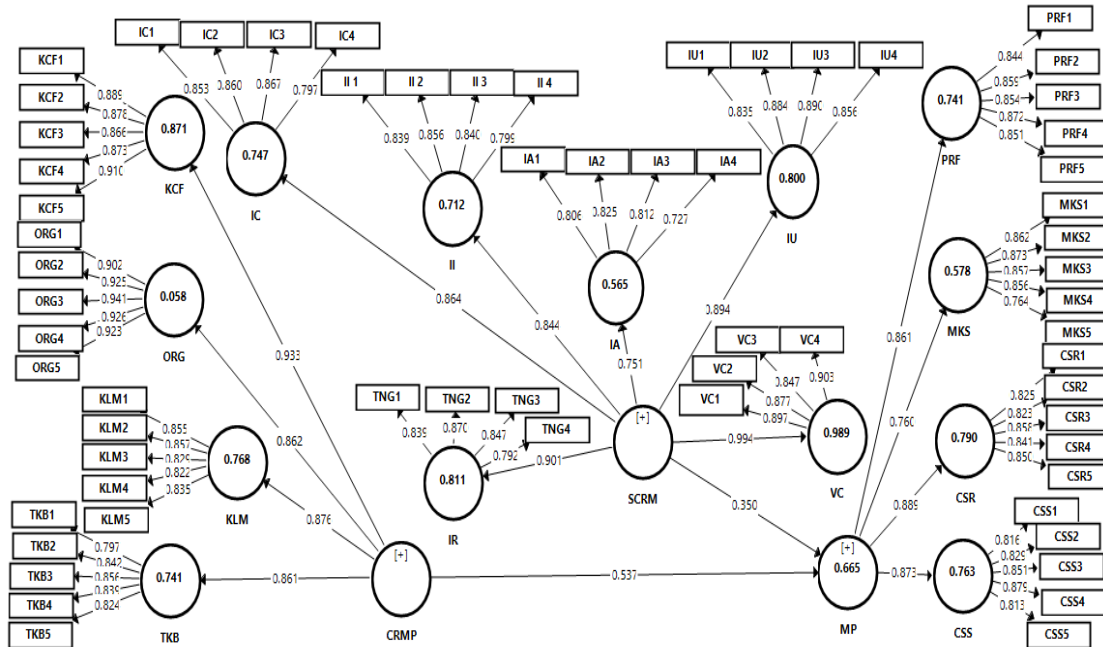 IC1
IC2
IC3
IC4
0.853
0.860
0.867
0.797
0.747
IC
KCF1
KCF2
KCF3
KCF4
KCF5
0.889
0.878
0.866
0.873
0.910
0.871
KCF
ORG1
ORG2
ORG3
ORG4
ORG5
0.902
0.925
0.941
0.926
0.923
0.058
ORG
KLM1
KLM2
KLM3
KLM4
KLM5
0.855
0.857
0.829
0.822
0.835
0.768
KLM
TKB1
TKB2
TKB3
TKB4
TKB5
0.797
0.842
0.856
0.839
0.824
0.741
TKB
II 1
II 2
II 3
II 4
0.839
0.856
0.840
0.799
0.712
II
IA1
IA2
IA3
IA4
0.806
0.825
0.812
0.727
0.565
IA
IU1
IU2
IU3
IU4
0.835
0.884
0.890
0.856
0.800
IU
TNG1
TNG2
TNG3
TNG4
0.839
0.870
0.847
0.792
0.811
IR
VC1
VC2
VC3
VC4
0.897
0.877
0.847
0.903
0.989
VC
[+]
SCRM
0.864
0.844
0.751
0.894
0.994
0.901
0.350
[+]
CRMP
0.933
0.862
0.876
0.861
0.537
[+]
0.665
MP
0.861
0.760
0.889
0.873
PRF1
PRF2
PRF3
PRF4
PRF5
0.844
0.859
0.854
0.872
0.851
0.741
PRF
MKS1
MKS2
MKS3
MKS4
MKS5
0.862
0.873
0.857
0.856
0.764
0.578
MKS
CSR1
CSR2
CSR3
CSR4
CSR5
0.825
0.823
0.858
0.841
0.850
0.790
CSR
CSS1
CSS2
CSS3
CSS4
CSS5
0.816
0.829
0.851
0.879
0.813
0.763
CSS